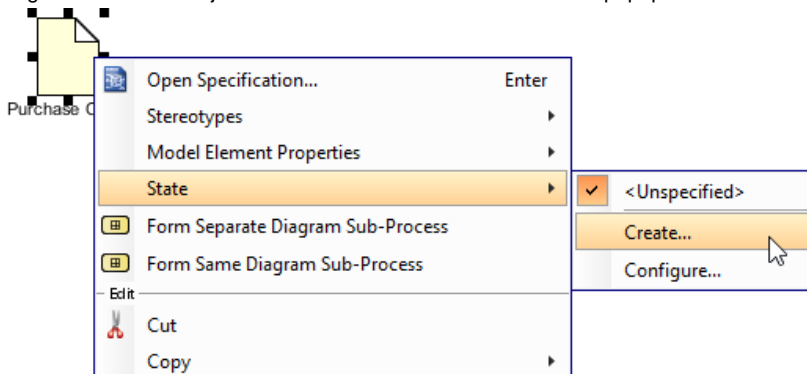 Purchase
Open Specification... Enter
Stereotypes
Model Element Properties
State
<Unspecified>
Form Separate Diagram Sub-Process
Create...
Form Same Diagram Sub-Process
Configure...
Edit
Cut
Copy